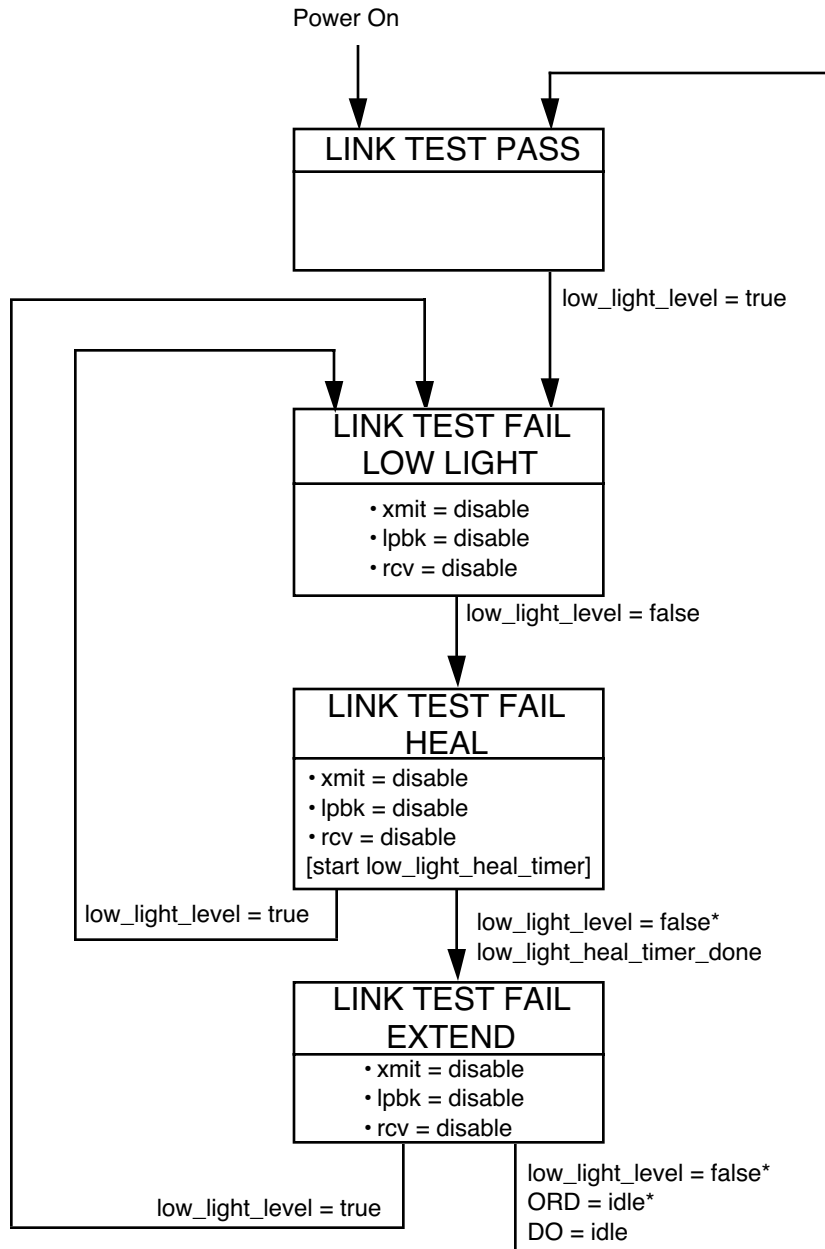 Power On
LINK TEST PASS
low_light_level = true
LINK TEST FAIL
LOW LIGHT
• xmit = disable
• lpbk = disable
• rcv = disable
low_light_level = false
LINK TEST FAIL
HEAL
• xmit = disable
• lpbk = disable
• rcv = disable
[start low_light_heal_timer]
low_light_level = true
low_light_level = false*
low_light_heal_timer_done
LINK TEST FAIL
EXTEND
• xmit = disable
• lpbk = disable
• rcv = disable
low_light_level = true
low_light_level = false*
ORD = idle*
DO = idle